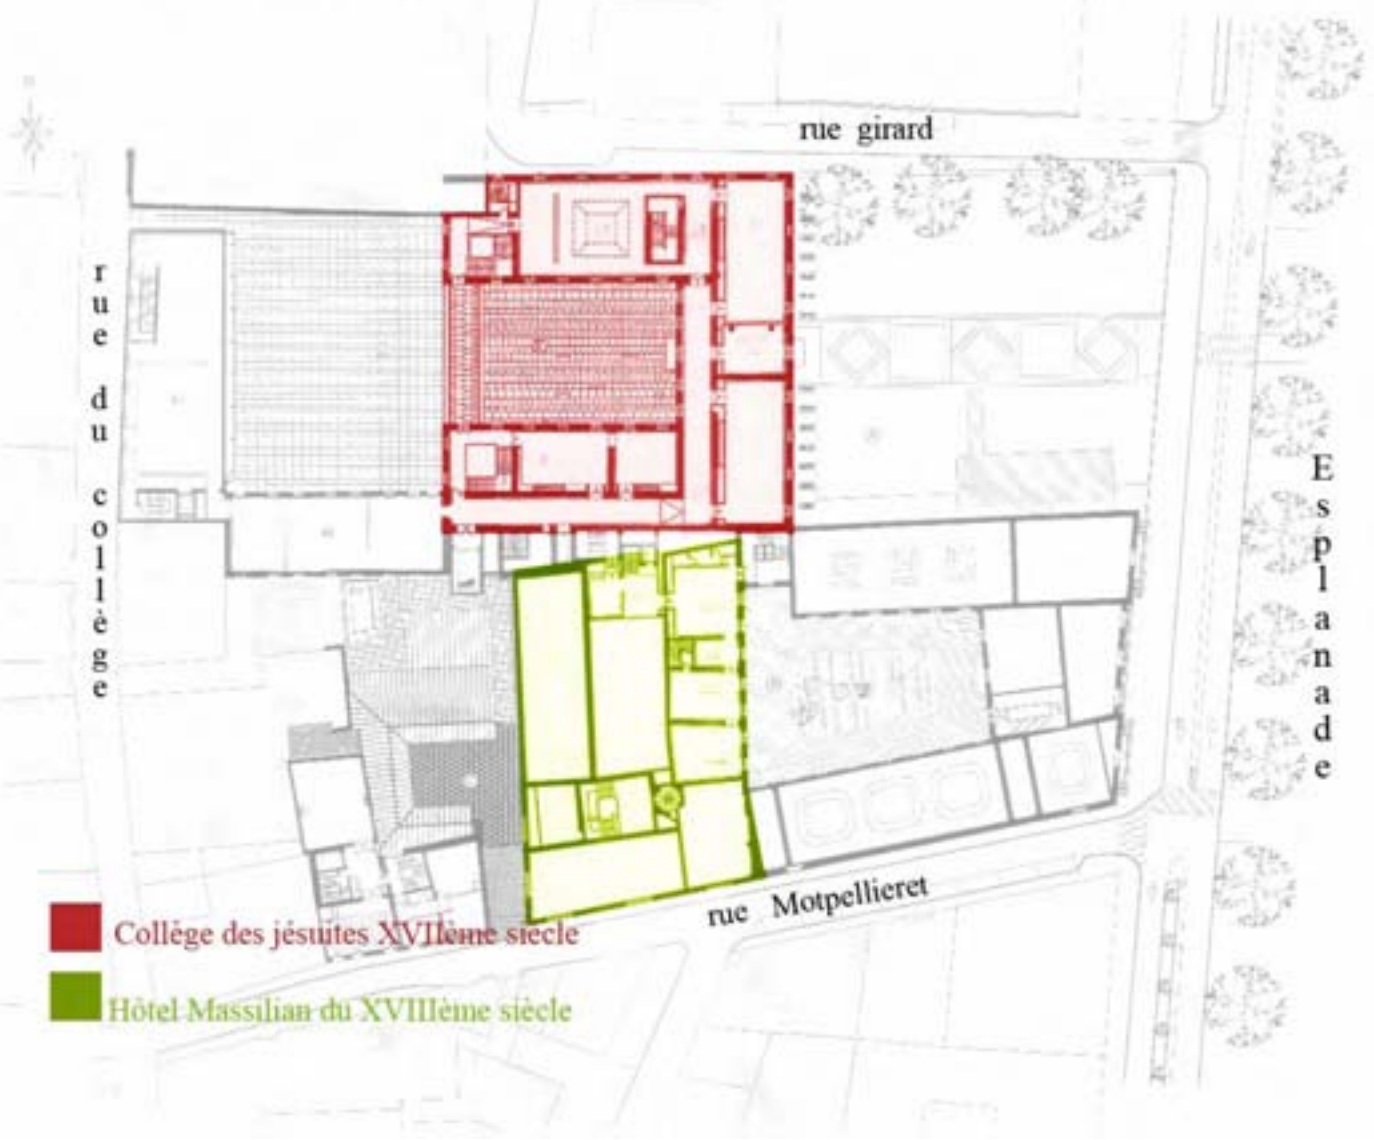 rue girard
rue du collège
Esplanade
rue Motpellieret
Collège des jésuites XVIIème siècle
Hôtel Massilian du XVIIIème siècle